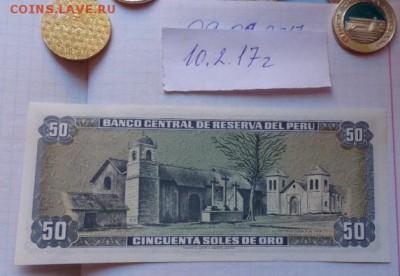 COINS.LAVE.RU
10.2.17г
BANCO CENTRAL DE RESERVA DEL PERU
50
50
50
50
CINCUENTA SOLES DE ORO